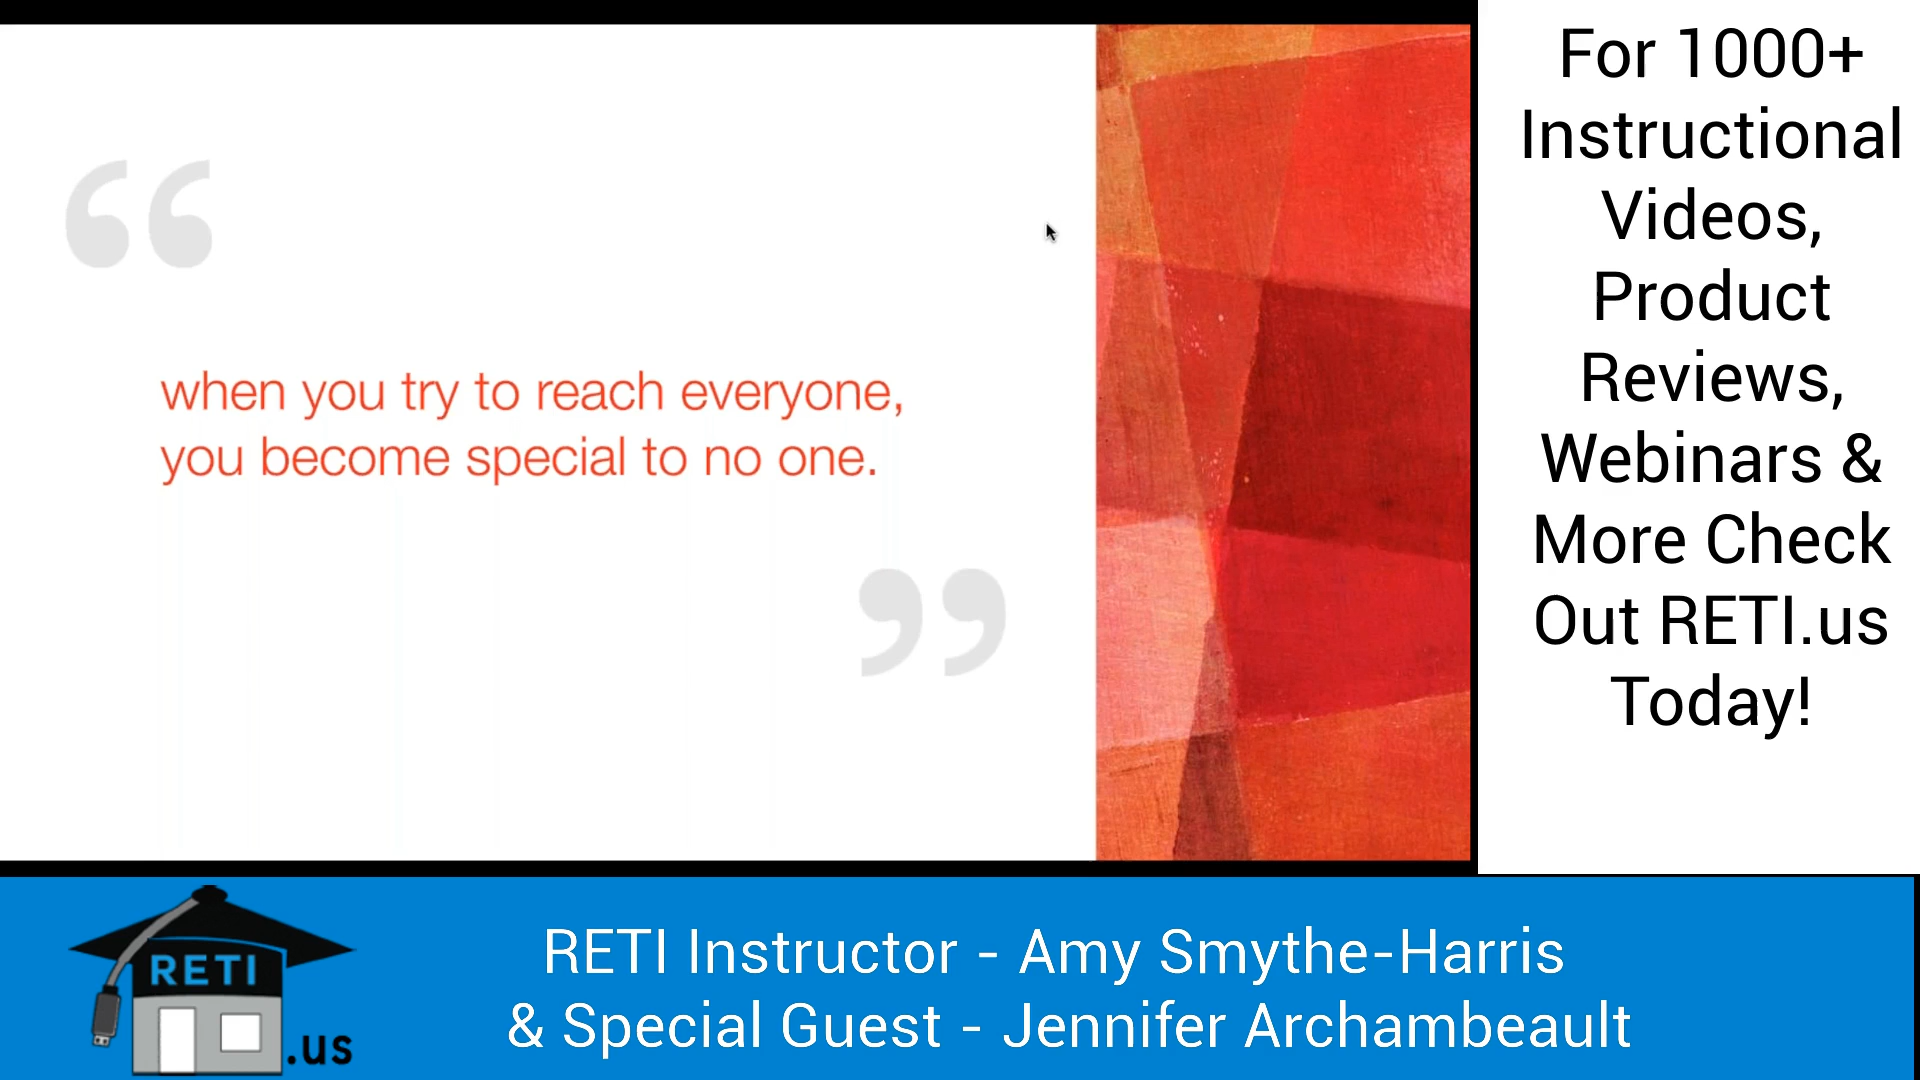 “
when you try to reach everyone,
you become special to no one.
”
For 1000+
Instructional
Videos,
Product
Reviews,
Webinars &
More Check
Out RETI.us
Today!
RETI
.us
RETI Instructor - Amy Smythe-Harris
& Special Guest - Jennifer Archambeault